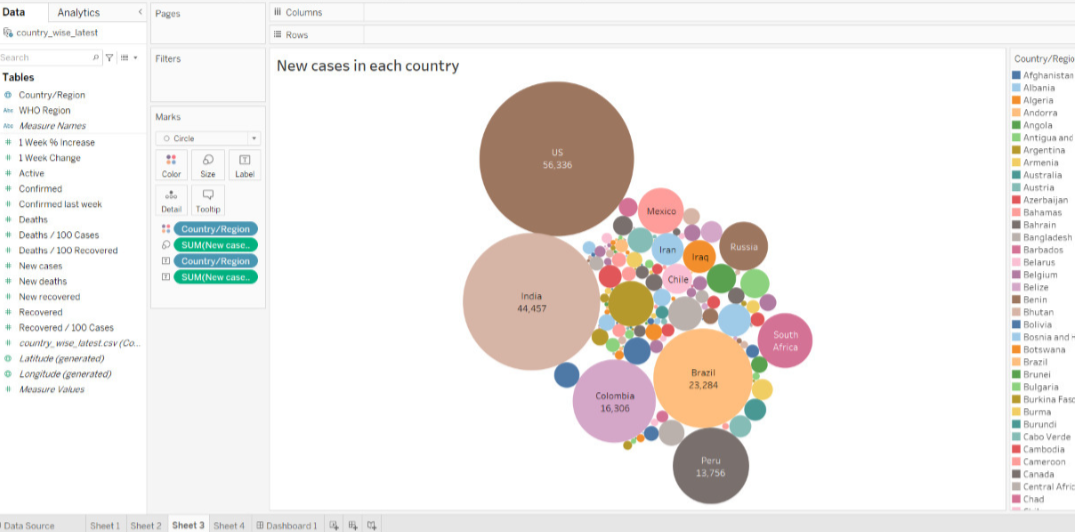 Data
Analytics
country_wise_latest
Search
Tables
Country/Region
Abc WHO Region
Abc Measure Names
# 1 Week % Increase
# 1 Week Change
# Active
# Confirmed
# Confirmed last week
# Deaths
# Deaths / 100 Cases
# Deaths / 100 Recovered
# New cases
# New deaths
# New recovered
# Recovered
# Recovered / 100 Cases
# country_wise_latest.csv (Co...
Latitude (generated)
Longitude (generated)
# Measure Values
Pages
Filters
Marks
Circle
Color
Size
Label
Detail
Tooltip
Country/Region
SUM(New case..
Country/Region
SUM(New case..
Columns
Rows
New cases in each country
US
56,336
Mexico
Russia
Iran
Iraq
Chile
India
44,457
South
Africa
Brazil
23,284
Colombia
16,306
Peru
13,756
Country/Regio
Afghanistan
Albania
Algeria
Andorra
Angola
Antigua and
Argentina
Armenia
Australia
Austria
Azerbaijan
Bahamas
Bahrain
Bangladesh
Barbados
Belarus
Belgium
Belize
Benin
Bhutan
Bolivia
Bosnia and H
Botswana
Brazil
Brunei
Bulgaria
Burkina Faso
Burma
Burundi
Cabo Verde
Cambodia
Cameroon
Canada
Central Afric
Chad
Data Source
Sheet 1
Sheet 2
Sheet 3
Sheet 4
Dashboard 1